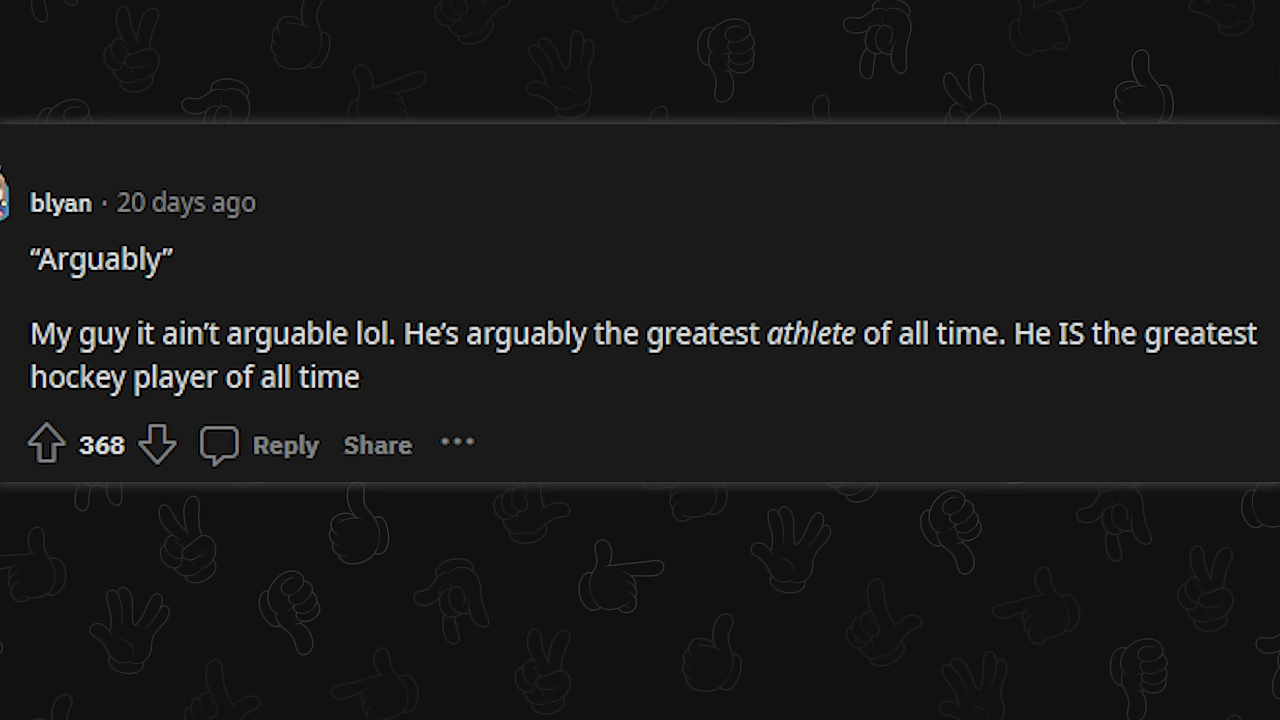 blyan · 20 days ago
“Arguably”
My guy it ain’t arguable lol. He’s arguably the greatest athlete of all time. He IS the greatest
hockey player of all time
368 Reply Share ···